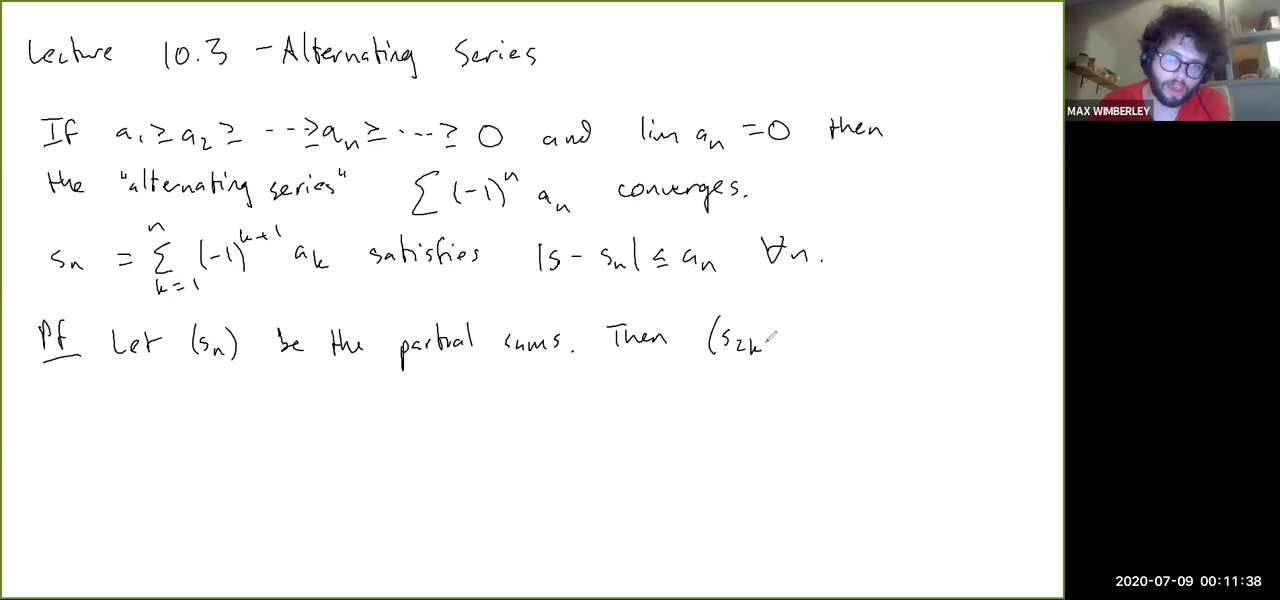 Lecture 10.3 - Alternating Series
If a₁ ≥ a₂ ≥ ... ≥ aₙ ≥ ... ≥ 0 and lim aₙ = 0 then
the "alternating series" ∑ (-1)ⁿ aₙ converges.
sₙ = ∑ₖ₌₁ⁿ (-1)ᵏ⁺¹ aₖ satisfies |s - sₙ| ≤ aₙ ∀n.
Pf Let (sₙ) be the partial sums. Then (s₂ₖ
MAX WIMBERLEY
2020-07-09 00:11:38